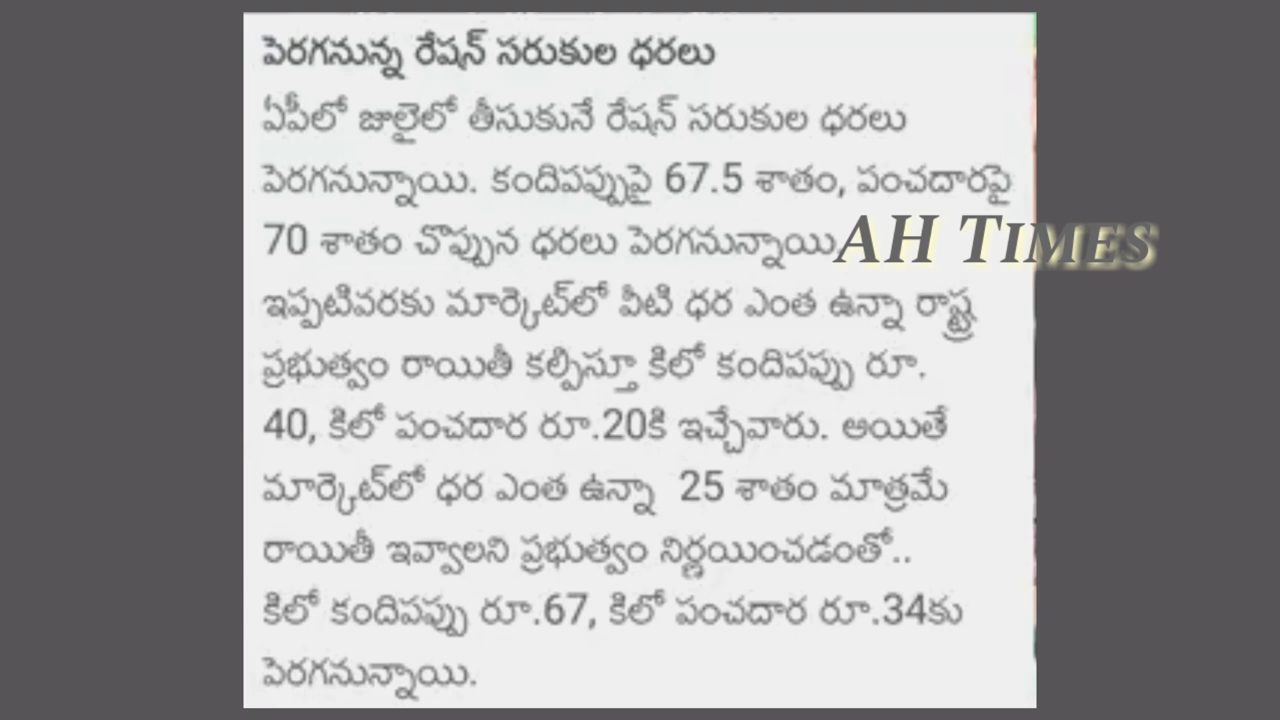 పెరగనున్న రేషన్ సరుకుల ధరలు
ఏపీలో జులైలో తీసుకునే రేషన్ సరుకుల ధరలు
పెరగనున్నాయి. కందిపప్పుపై 67.5 శాతం, పంచదారపై
70 శాతం చొప్పున ధరలు పెరగనున్నాయి.
AH TIMES
ఇప్పటివరకు మార్కెట్‌లో వీటి ధర ఎంత ఉన్నా రాష్ట్ర
ప్రభుత్వం రాయితీ కల్పిస్తూ కిలో కందిపప్పు రూ.
40, కిలో పంచదార రూ.20కి ఇచ్చేవారు. అయితే
మార్కెట్‌లో ధర ఎంత ఉన్నా 25 శాతం మాత్రమే
రాయితీ ఇవ్వాలని ప్రభుత్వం నిర్ణయించడంతో..
కిలో కందిపప్పు రూ.67, కిలో పంచదార రూ.34కు
పెరగనున్నాయి.